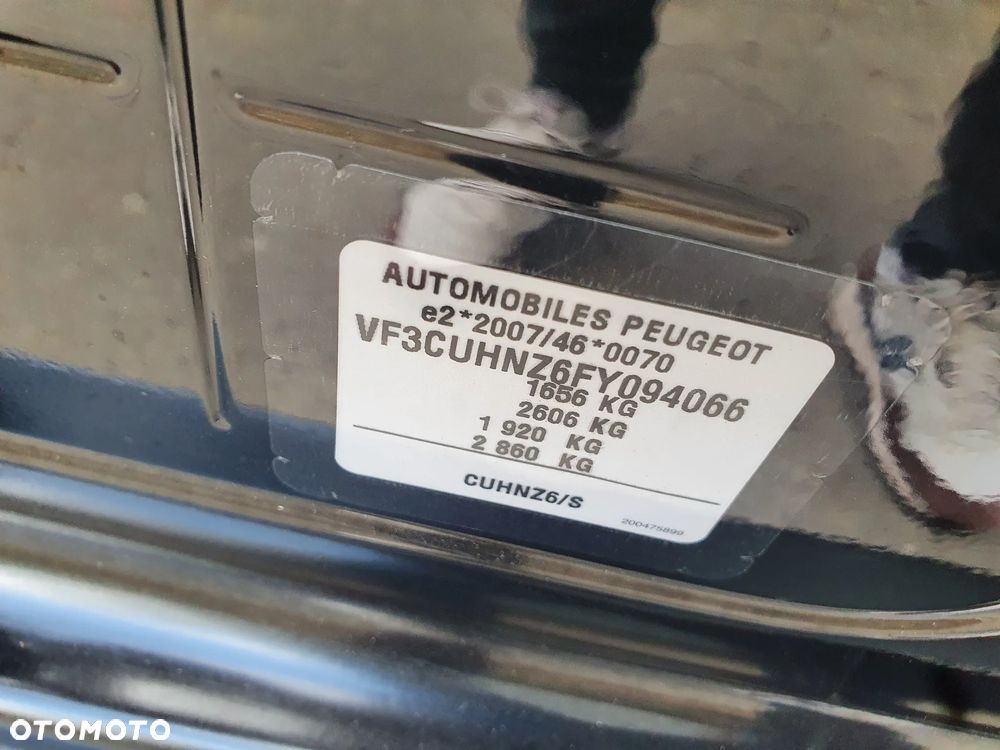 AUTOMOBILES PEUGEOT
e2*2007/46*0070
VF3CUHNZ6FY094066
1656 KG
2606 KG
1 920 KG
2 860 KG
CUHNZ6/S
200475899
OTOMOTO